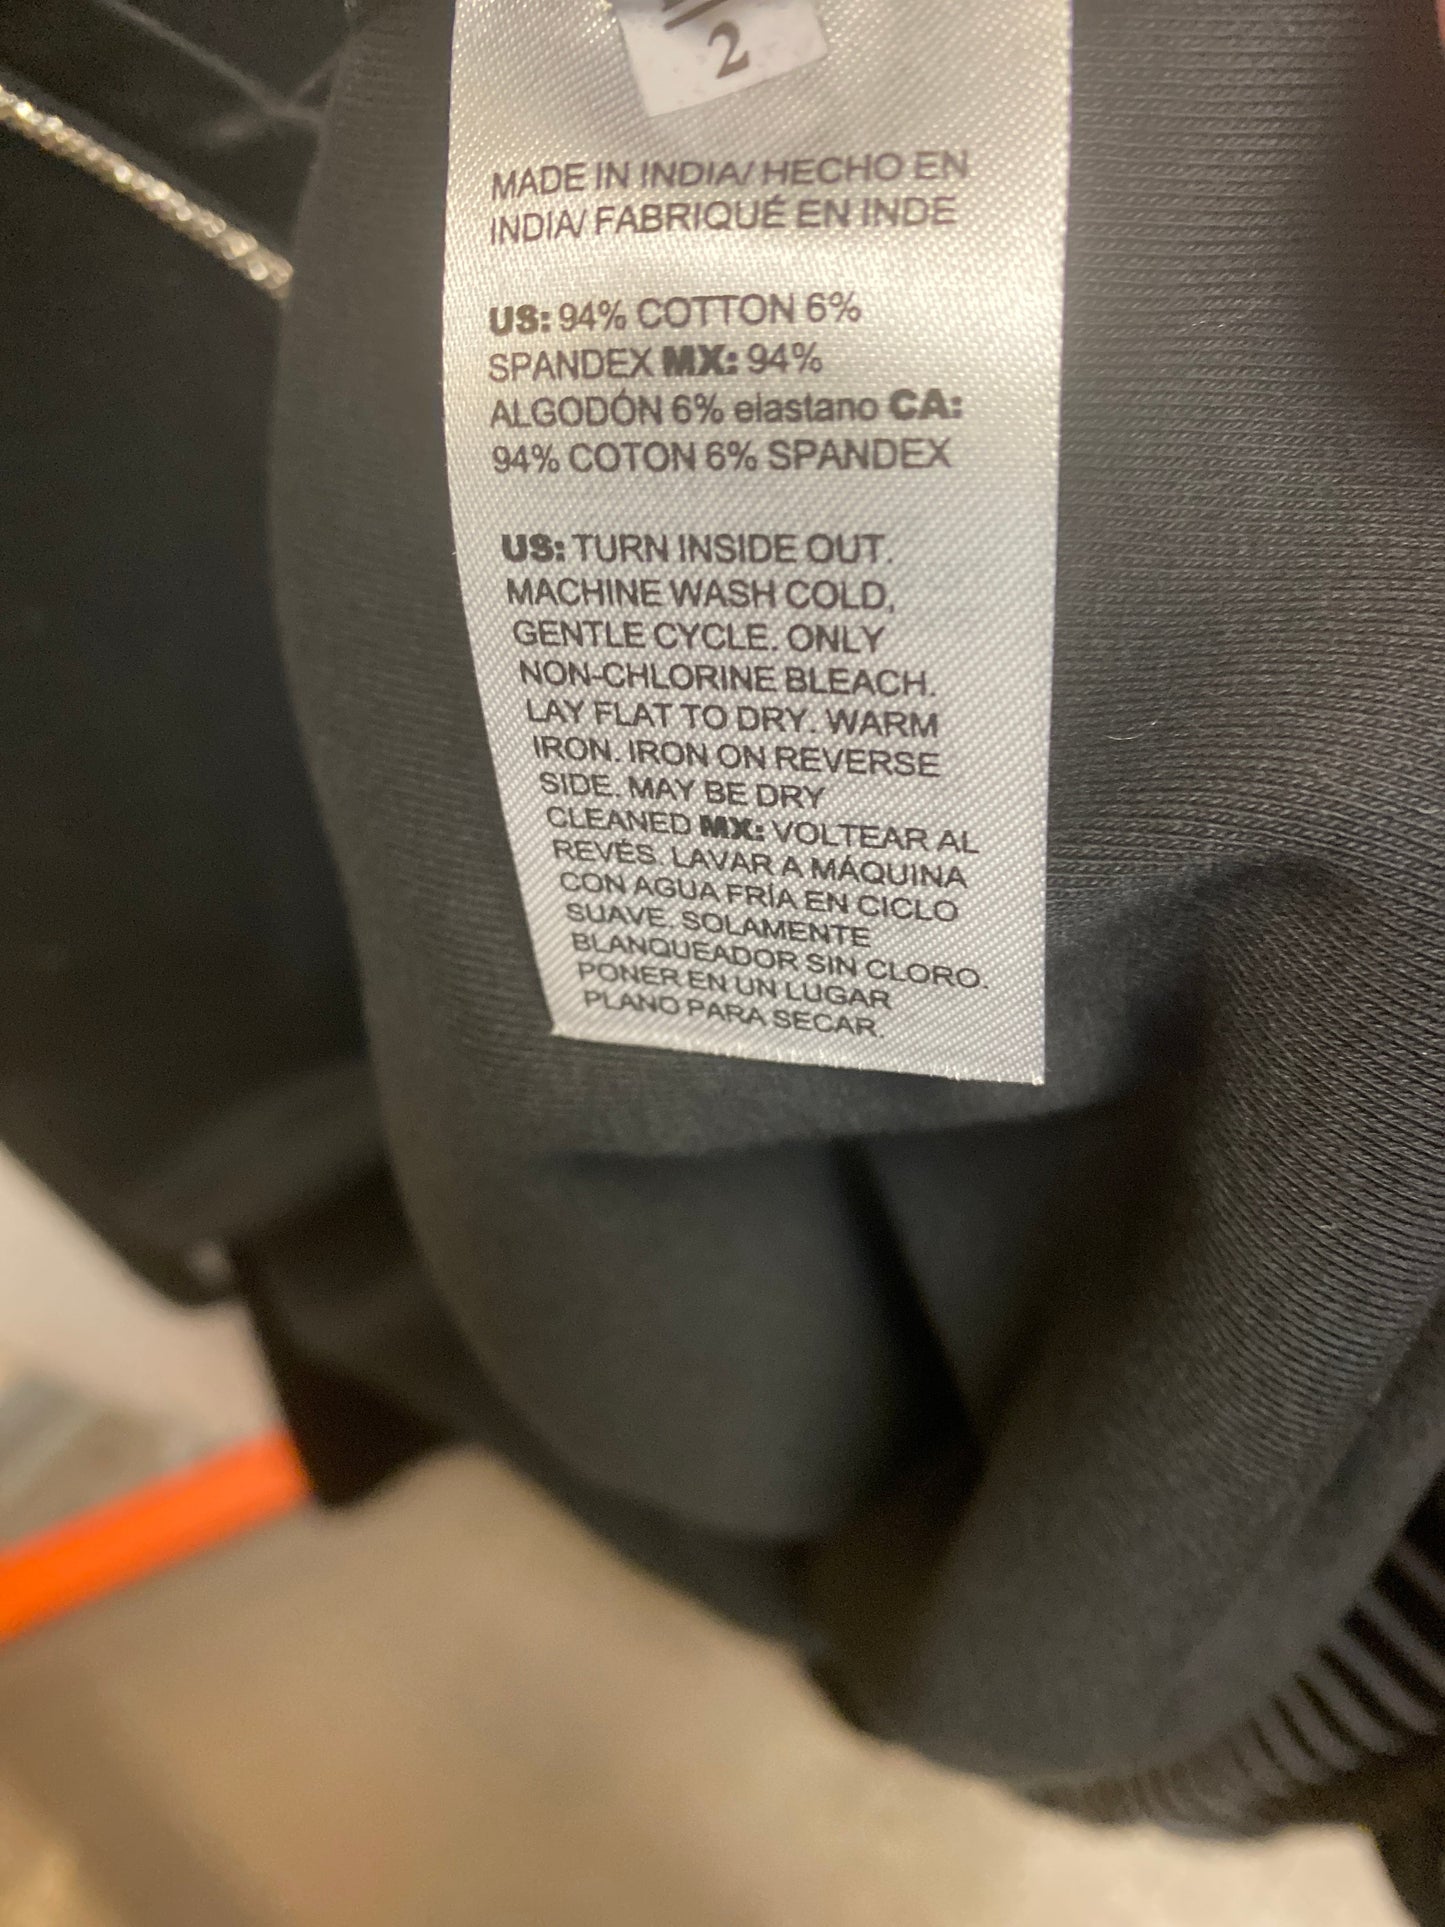 2
MADE IN INDIA/ HECHO EN
INDIA/ FABRIQUÉ EN INDE
US: 94% COTTON 6%
SPANDEX MX: 94%
ALGODÓN 6% elastano CA:
94% COTON 6% SPANDEX
US: TURN INSIDE OUT.
MACHINE WASH COLD,
GENTLE CYCLE. ONLY
NON-CHLORINE BLEACH.
LAY FLAT TO DRY. WARM
IRON. IRON ON REVERSE
SIDE. MAY BE DRY
CLEANED MX: VOLTEAR AL
REVÉS. LAVAR A MÁQUINA
CON AGUA FRÍA EN CICLO
SUAVE. SOLAMENTE
BLANQUEADOR SIN CLORO.
PONER EN UN LUGAR
PLANO PARA SECAR.